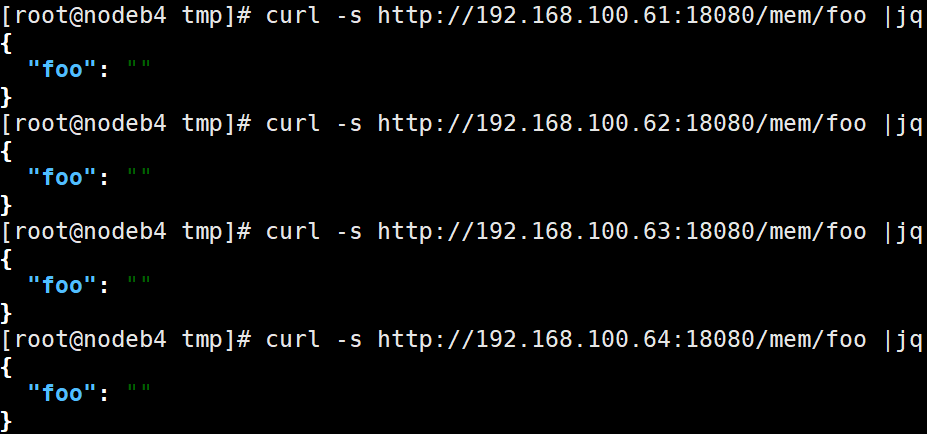 [root@nodeb4 tmp]# curl -s http://192.168.100.61:18080/mem/foo |jq
{
  "foo": ""
}
[root@nodeb4 tmp]# curl -s http://192.168.100.62:18080/mem/foo |jq
{
  "foo": ""
}
[root@nodeb4 tmp]# curl -s http://192.168.100.63:18080/mem/foo |jq
{
  "foo": ""
}
[root@nodeb4 tmp]# curl -s http://192.168.100.64:18080/mem/foo |jq
{
  "foo": ""
}